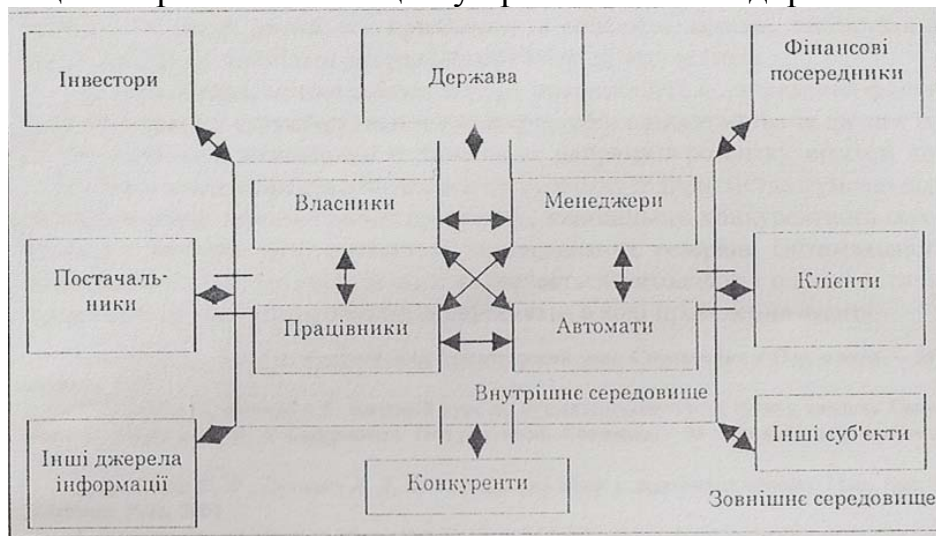 Інвестори
Держава
Фінансові
посередники
Власники
Менеджери
Постачаль-
ники
Клієнти
Працівники
Автомати
Внутрішнє середовище
Інші джерела
інформації
Конкуренти
Інші суб'єкти
Зовнішнє середовище